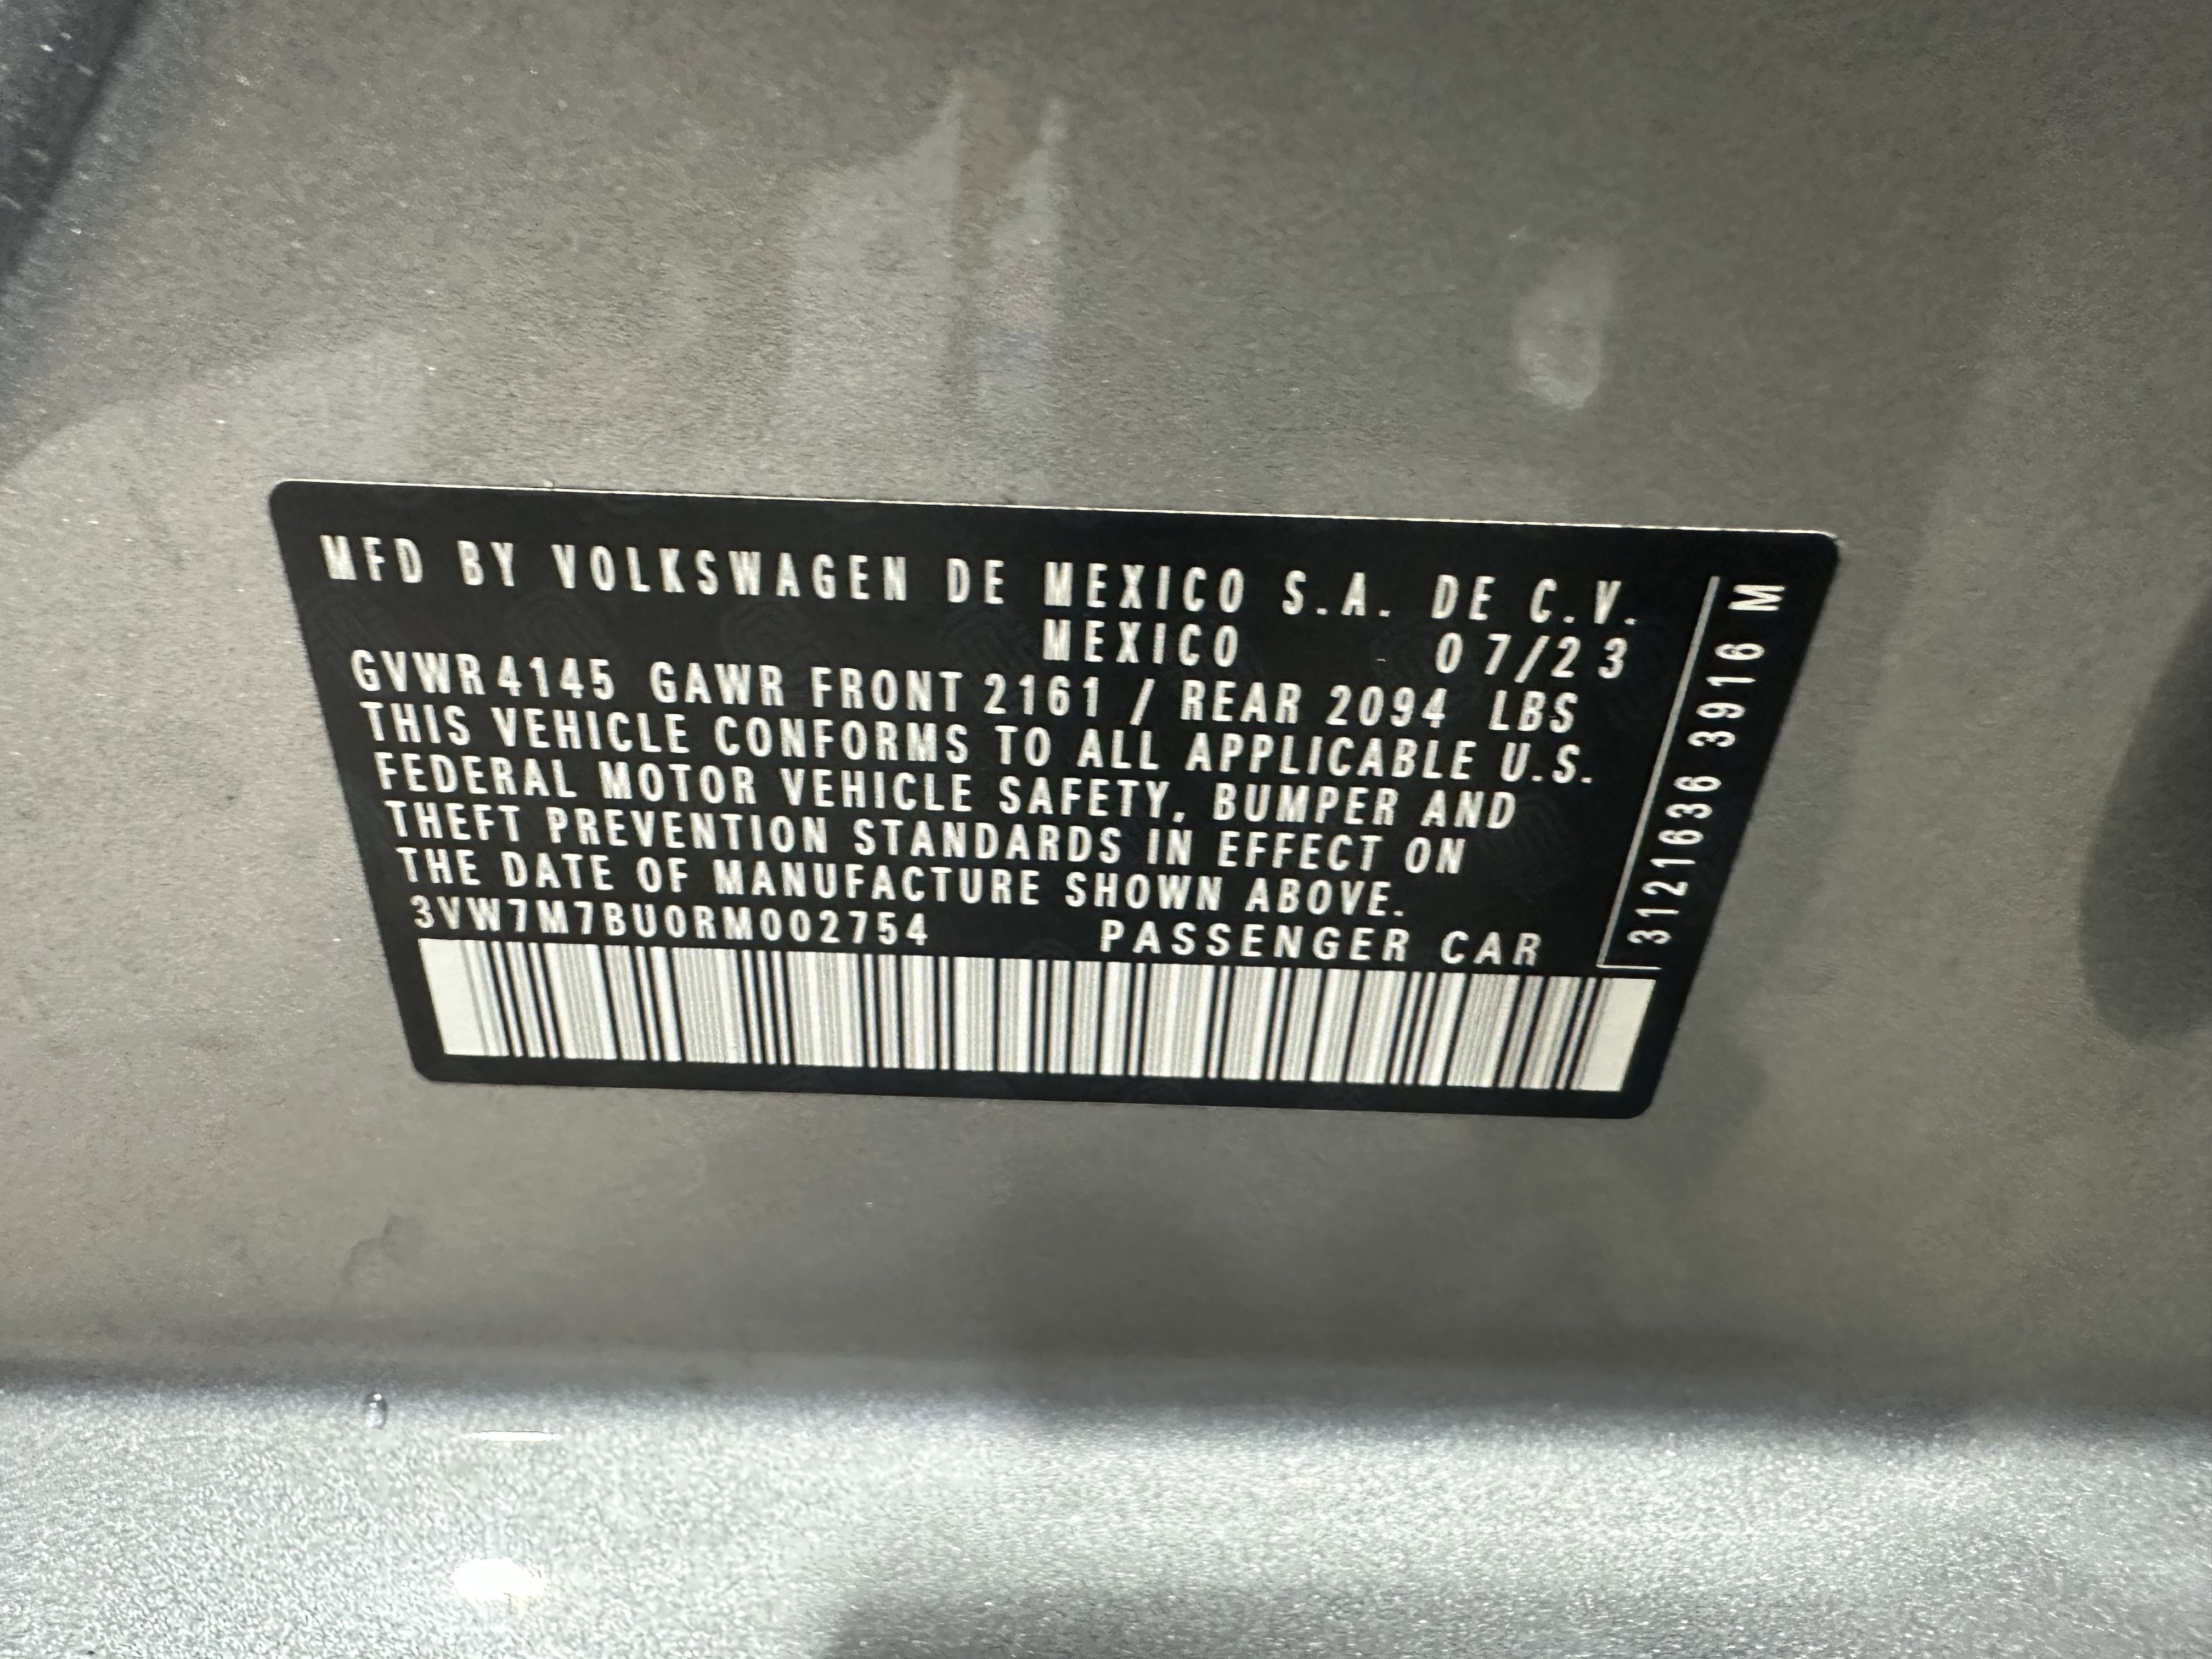 MFD BY VOLKSWAGEN DE MEXICO S.A. DE C.V.
MEXICO 07/23
GVWR 4145 GAWR FRONT 2161 / REAR 2094 LBS
THIS VEHICLE CONFORMS TO ALL APPLICABLE U.S.
FEDERAL MOTOR VEHICLE SAFETY, BUMPER AND
THEFT PREVENTION STANDARDS IN EFFECT ON
THE DATE OF MANUFACTURE SHOWN ABOVE.
3VW7M7BU0RM002754 PASSENGER CAR
3121636 3916 M